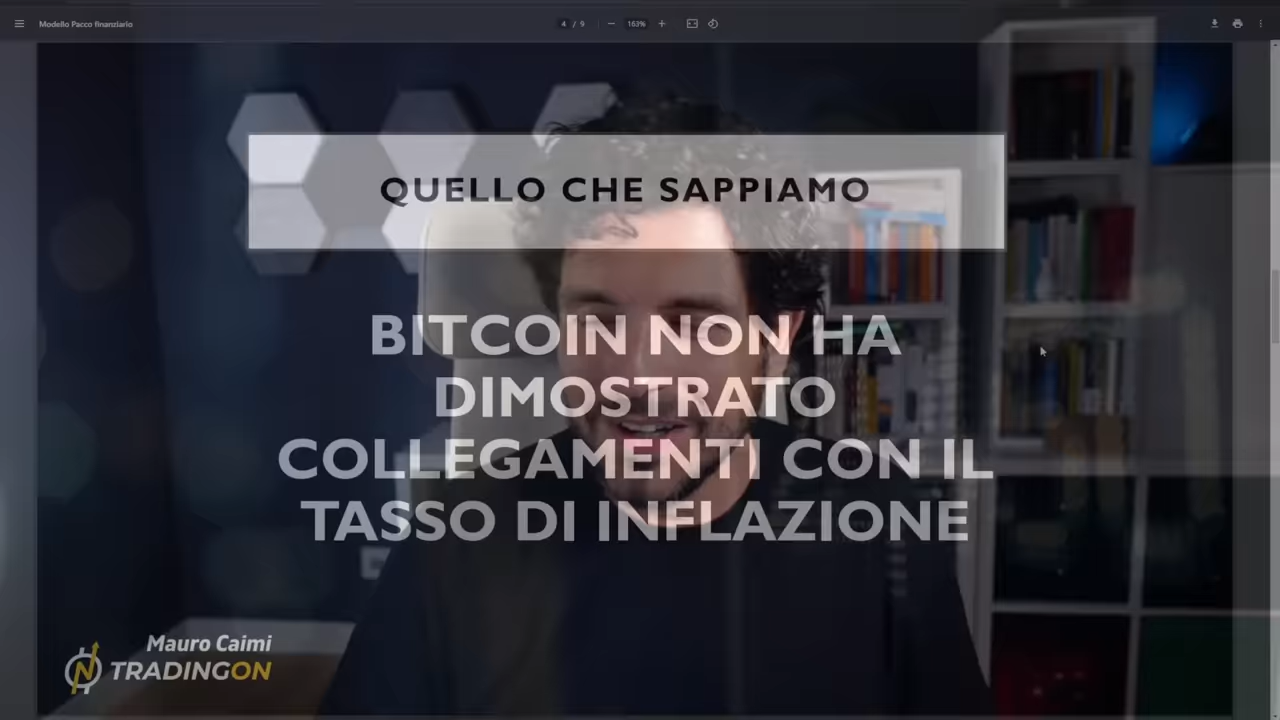 Modello Pacco finanziario
4 / 9
163%
QUELLO CHE SAPPIAMO
BITCOIN NON HA
DIMOSTRATO
COLLEGAMENTI CON IL
TASSO DI INFLAZIONE
Mauro Caimi
TRADINGON